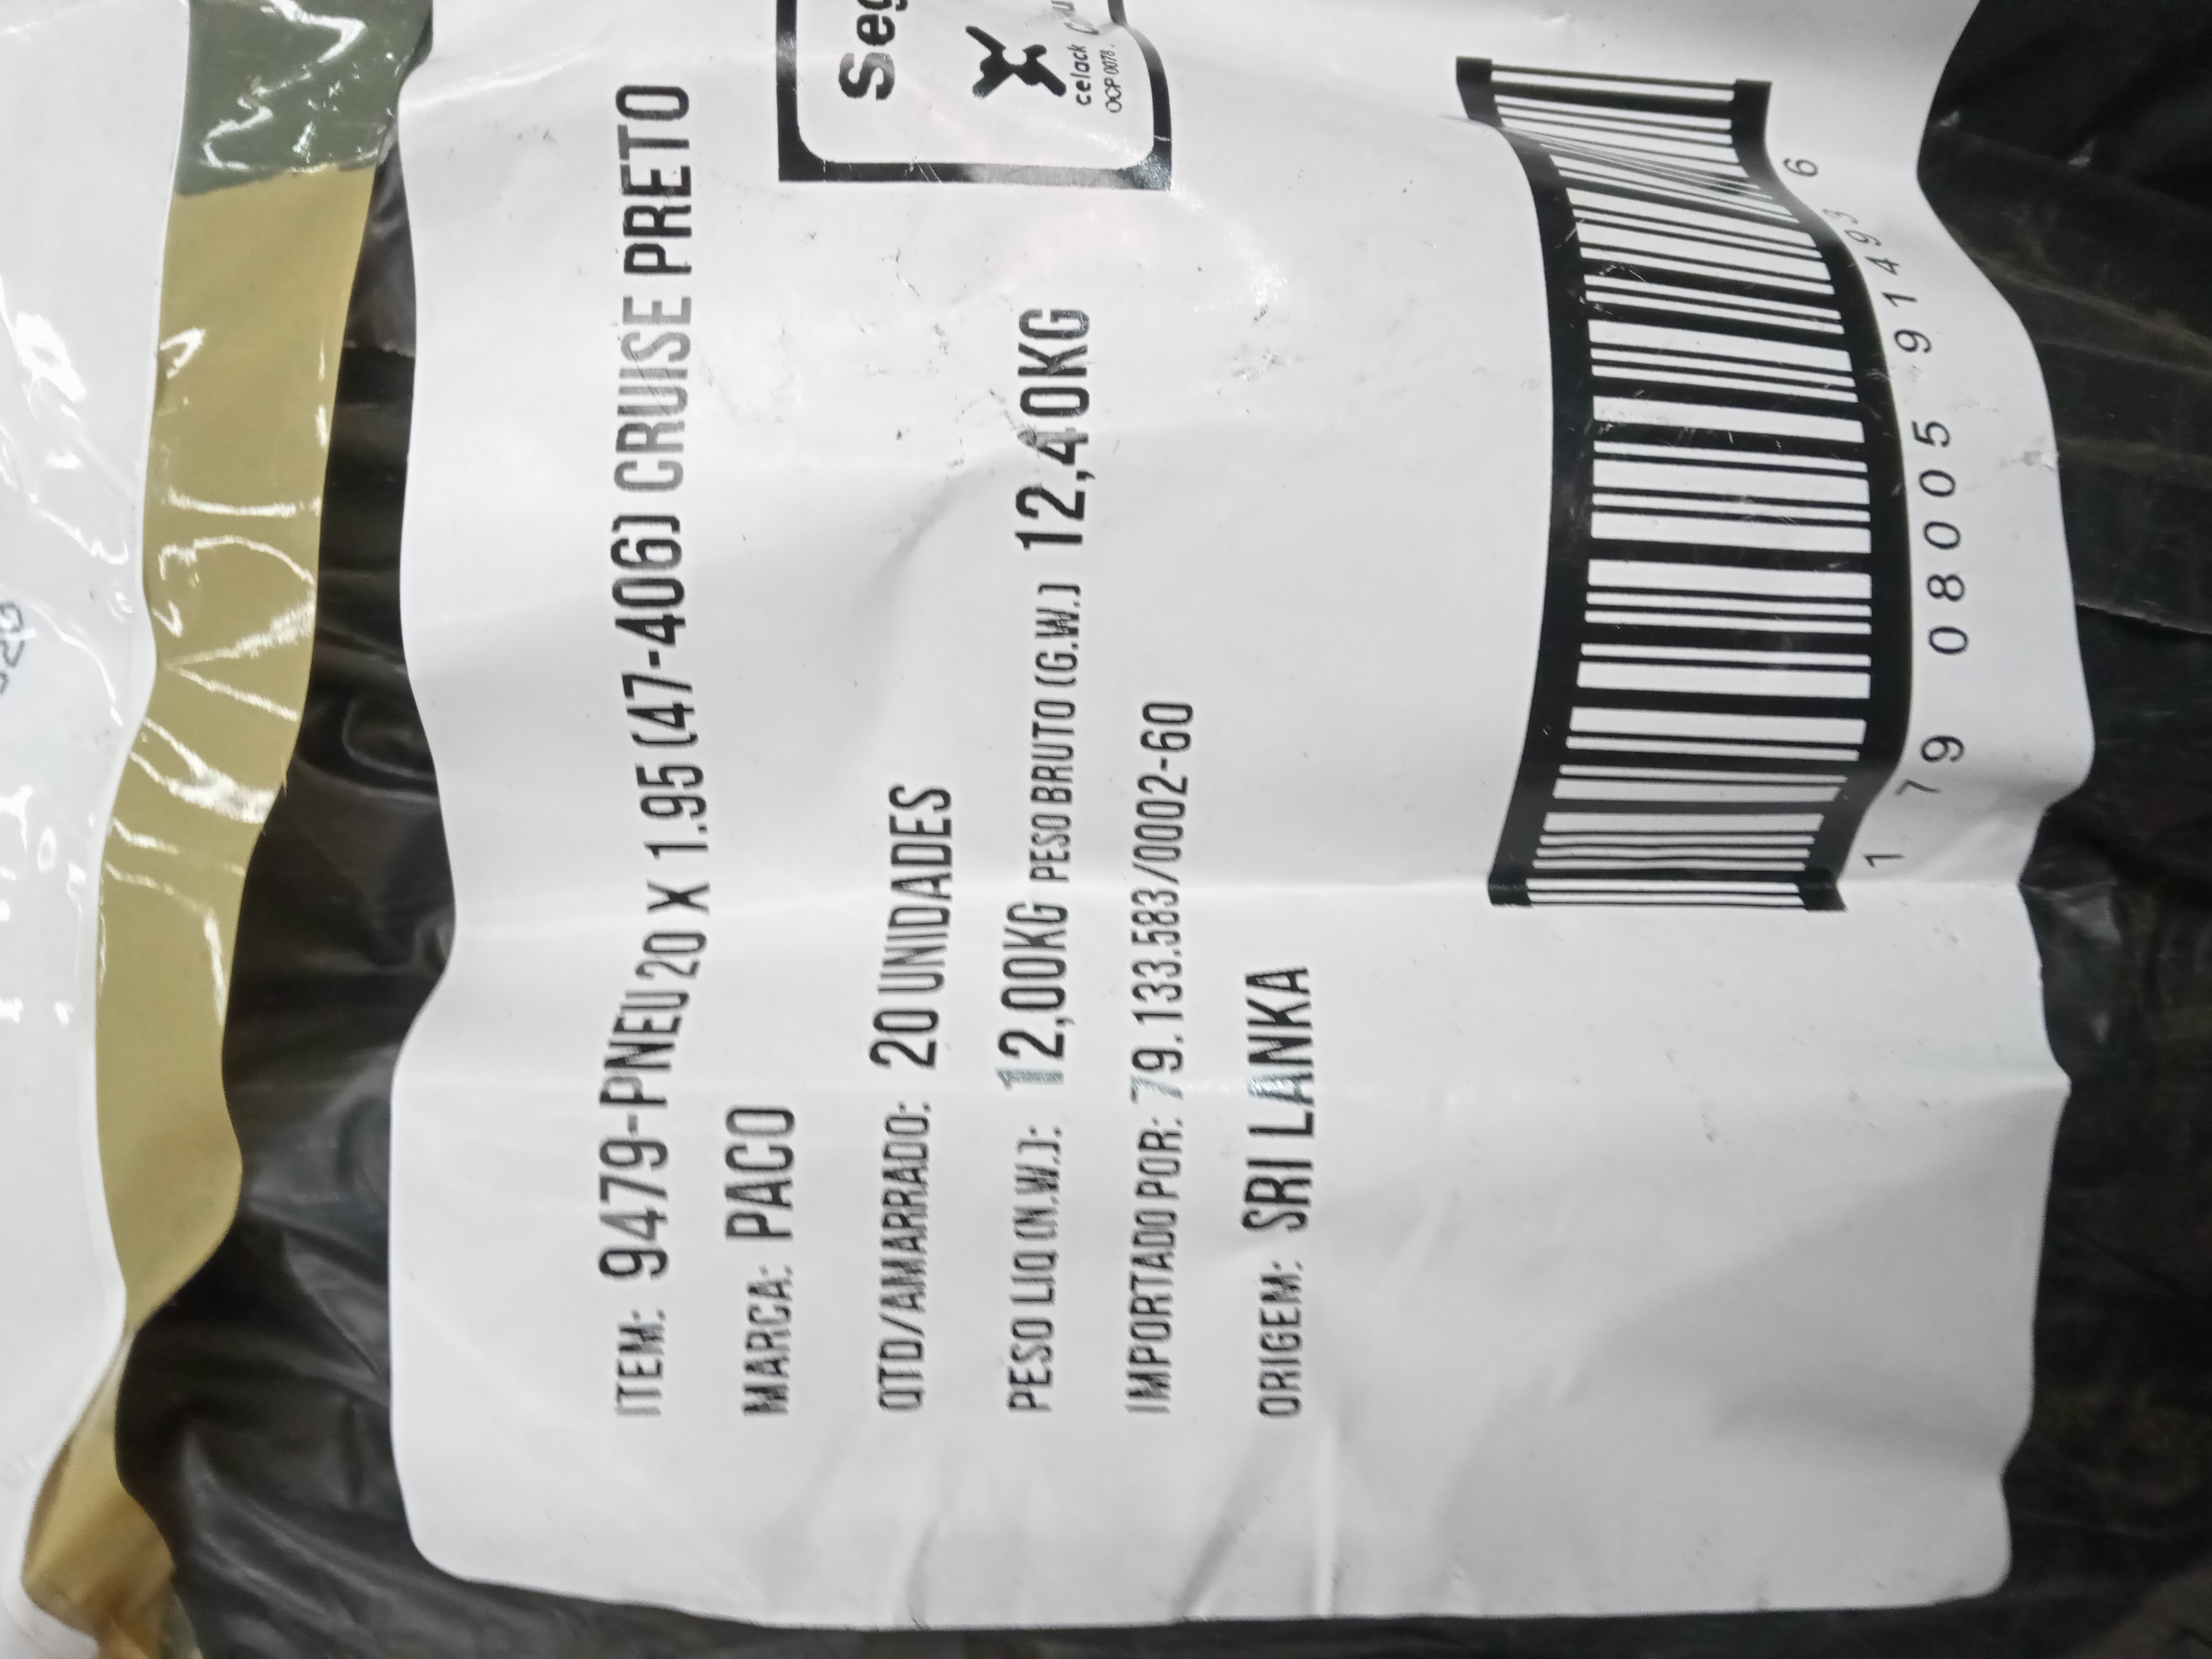 ITEM: 9479-PNEU 20 X 1.95 (47-406) CRUISE PRETO
MARCA: PACO
QTD/AMARRADO: 20 UNIDADES
PESO LIQ (N.W.): 12,00KG PESO BRUTO (G.W.) 12,40KG
IMPORTADO POR: 79.133.583/0002-60
ORIGEM: SRI LANKA
celack
OCP 0078
1 79 08005 91493 6